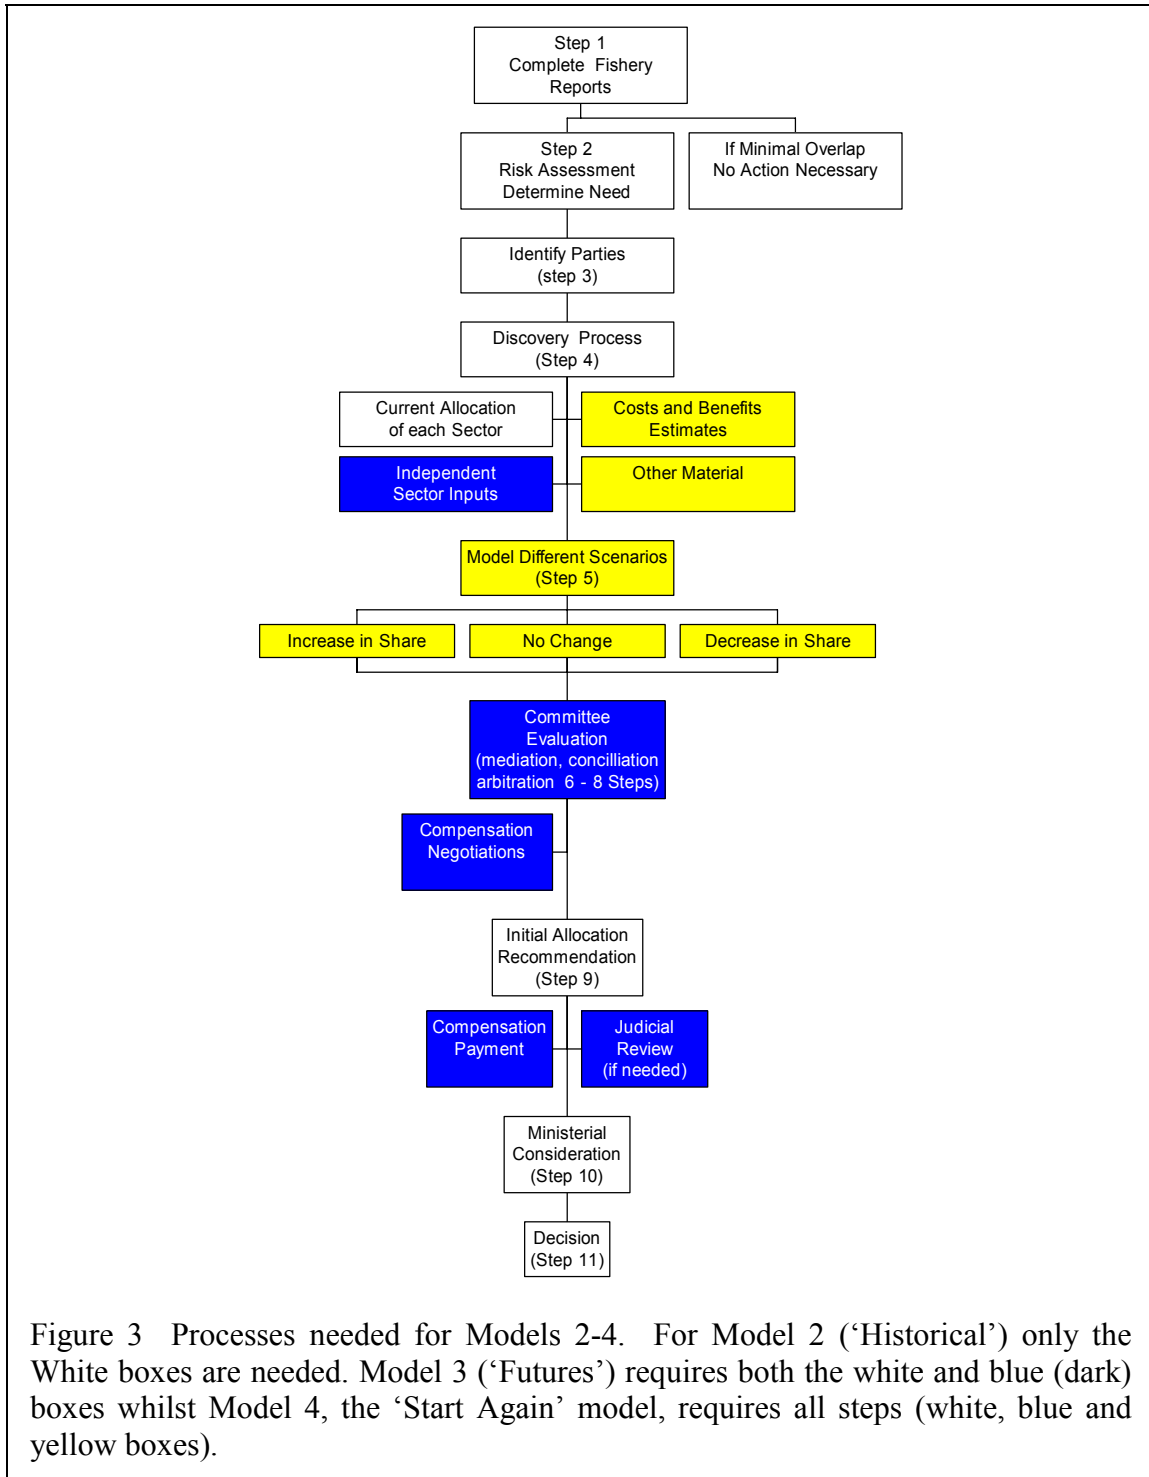 Step 1
Complete Fishery
Reports
Step 2
Risk Assessment
Determine Need
If Minimal Overlap
No Action Necessary
Identify Parties
(step 3)
Discovery Process
(Step 4)
Current Allocation
of each Sector
Costs and Benefits
Estimates
Independent
Sector Inputs
Other Material
Model Different Scenarios
(Step 5)
Increase in Share
No Change
Decrease in Share
Committee
Evaluation
(mediation, concilliation
arbitration 6 - 8 Steps)
Compensation
Negotiations
Initial Allocation
Recommendation
(Step 9)
Compensation
Payment
Judicial
Review
(if needed)
Ministerial
Consideration
(Step 10)
Decision
(Step 11)
Figure 3 Processes needed for Models 2-4. For Model 2 (‘Historical’) only the
White boxes are needed. Model 3 (‘Futures’) requires both the white and blue (dark)
boxes whilst Model 4, the ‘Start Again’ model, requires all steps (white, blue and
yellow boxes).